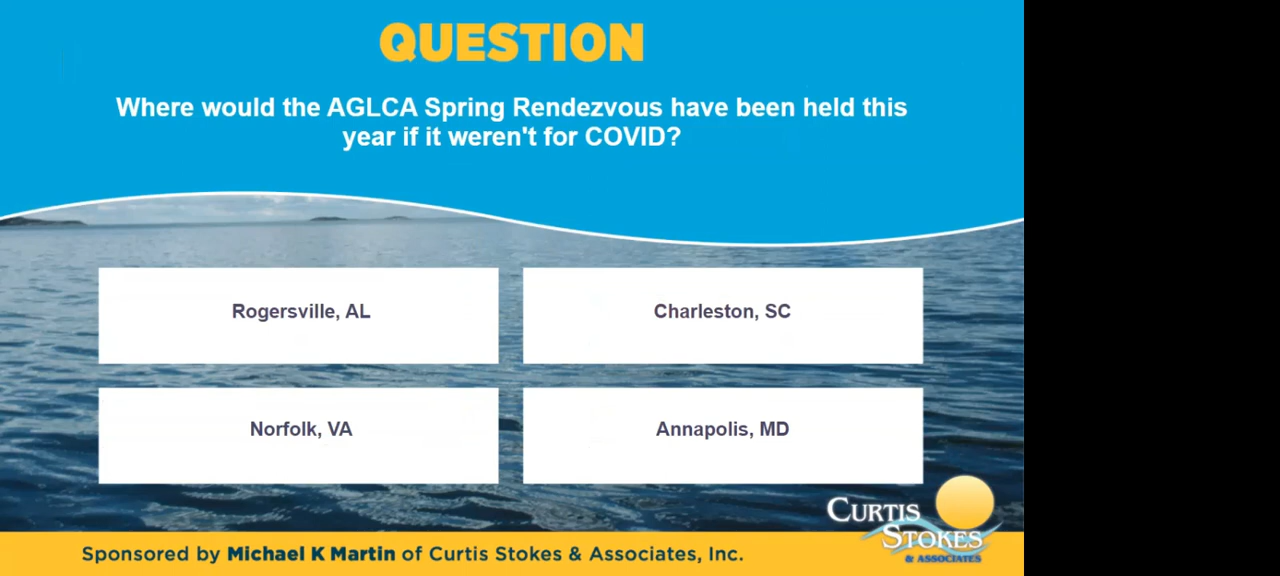 QUESTION
Where would the AGLCA Spring Rendezvous have been held this
year if it weren't for COVID?
Rogersville, AL
Charleston, SC
Norfolk, VA
Annapolis, MD
CURTIS
STOKES
& ASSOCIATES
Sponsored by Michael K Martin of Curtis Stokes & Associates, Inc.